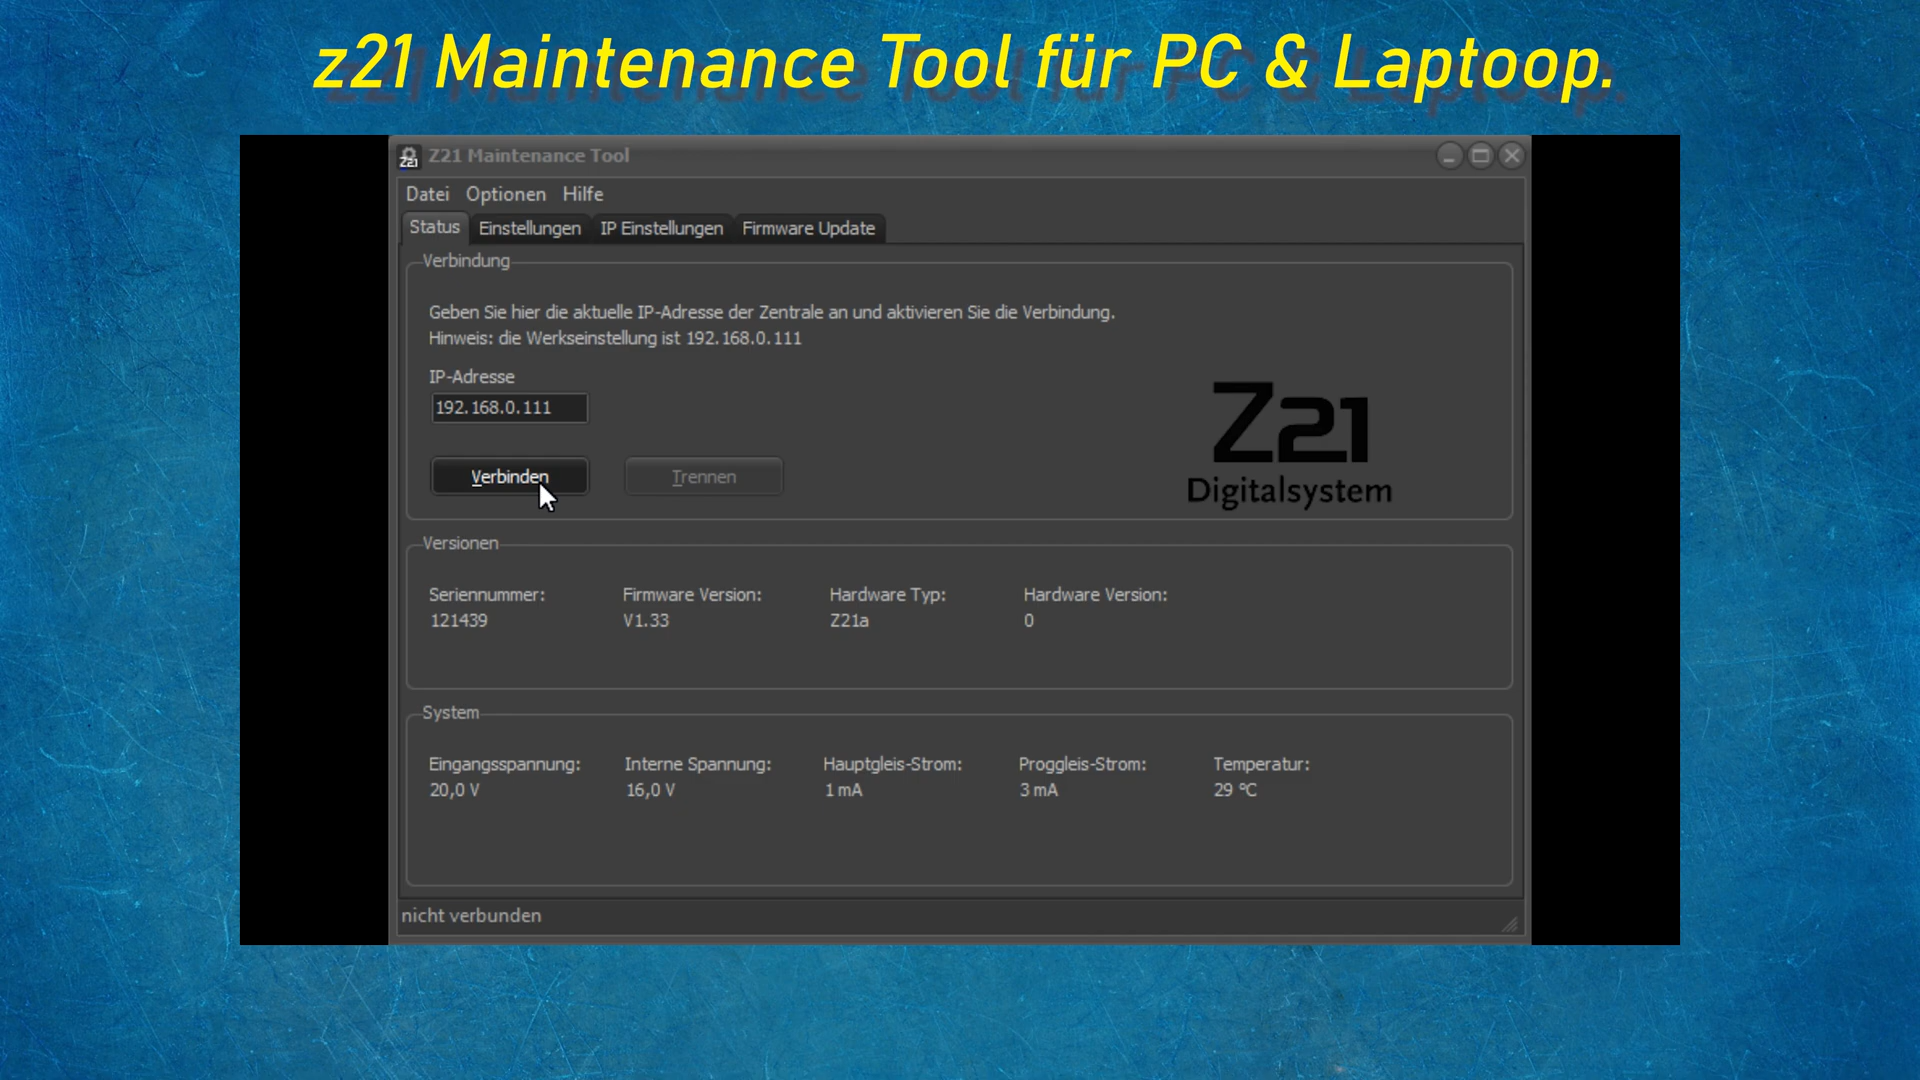 z21 Maintenance Tool für PC & Laptoop.
Z21 Z21 Maintenance Tool
Datei Optionen Hilfe
Status Einstellungen IP Einstellungen Firmware Update
Verbindung
Geben Sie hier die aktuelle IP-Adresse der Zentrale an und aktivieren Sie die Verbindung.
Hinweis: die Werkseinstellung ist 192.168.0.111
IP-Adresse
192.168.0.111
Verbinden Trennen
Z21
Digitalsystem
Versionen
Seriennummer: Firmware Version: Hardware Typ: Hardware Version:
121439 V1.33 Z21a 0
System
Eingangsspannung: Interne Spannung: Hauptgleis-Strom: Proggleis-Strom: Temperatur:
20,0 V 16,0 V 1 mA 3 mA 29 °C
nicht verbunden